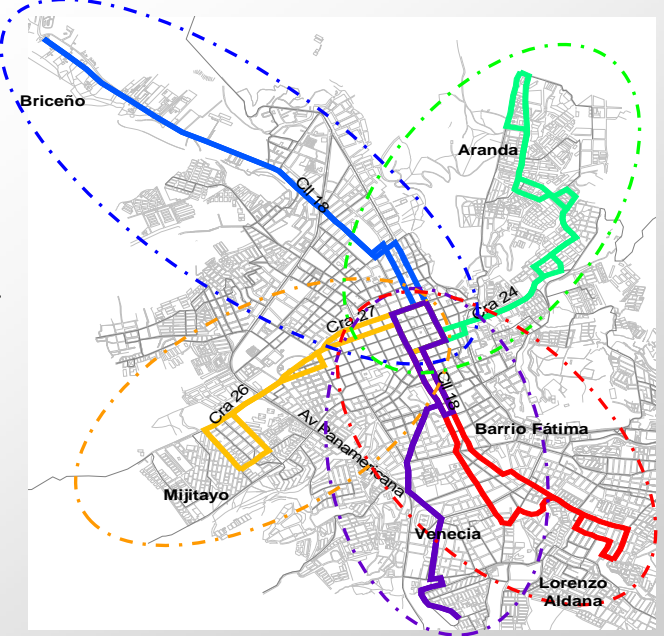 Briceño
Aranda
Cll 18
Cra 24
Cra 27
Cll 18
Cra 26
Barrio Fátima
Av Panamericana
Mijitayo
Venecia
Lorenzo
Aldana